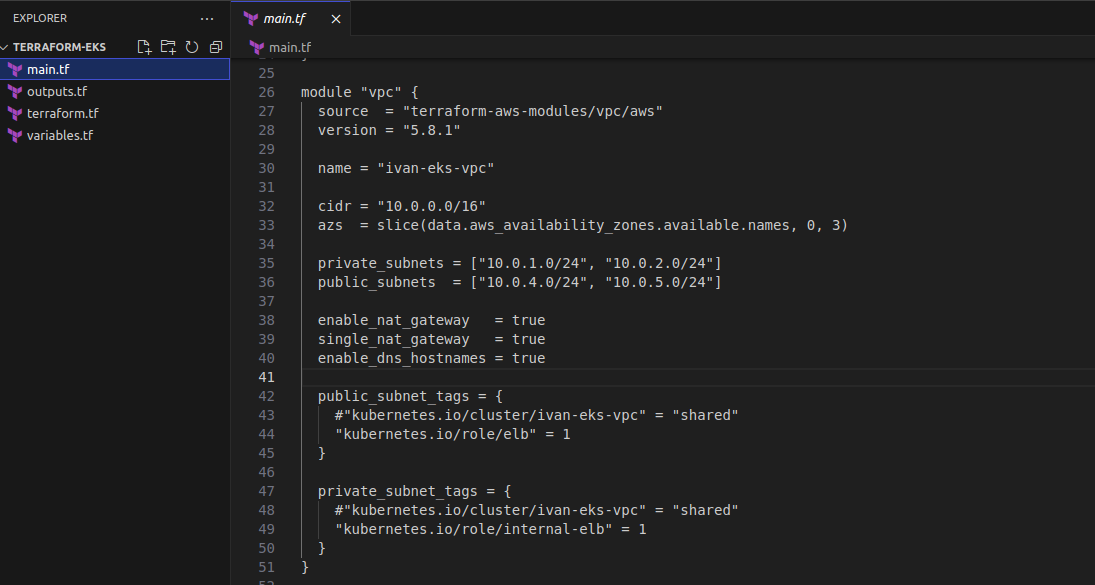 EXPLORER
TERRAFORM-EKS
main.tf
outputs.tf
terraform.tf
variables.tf
main.tf
main.tf
25
26 module "vpc" {
27   source  = "terraform-aws-modules/vpc/aws"
28   version = "5.8.1"
29
30   name = "ivan-eks-vpc"
31
32   cidr = "10.0.0.0/16"
33   azs  = slice(data.aws_availability_zones.available.names, 0, 3)
34
35   private_subnets = ["10.0.1.0/24", "10.0.2.0/24"]
36   public_subnets  = ["10.0.4.0/24", "10.0.5.0/24"]
37
38   enable_nat_gateway   = true
39   single_nat_gateway   = true
40   enable_dns_hostnames = true
41
42   public_subnet_tags = {
43     #"kubernetes.io/cluster/ivan-eks-vpc" = "shared"
44     "kubernetes.io/role/elb" = 1
45   }
46
47   private_subnet_tags = {
48     #"kubernetes.io/cluster/ivan-eks-vpc" = "shared"
49     "kubernetes.io/role/internal-elb" = 1
50   }
51 }